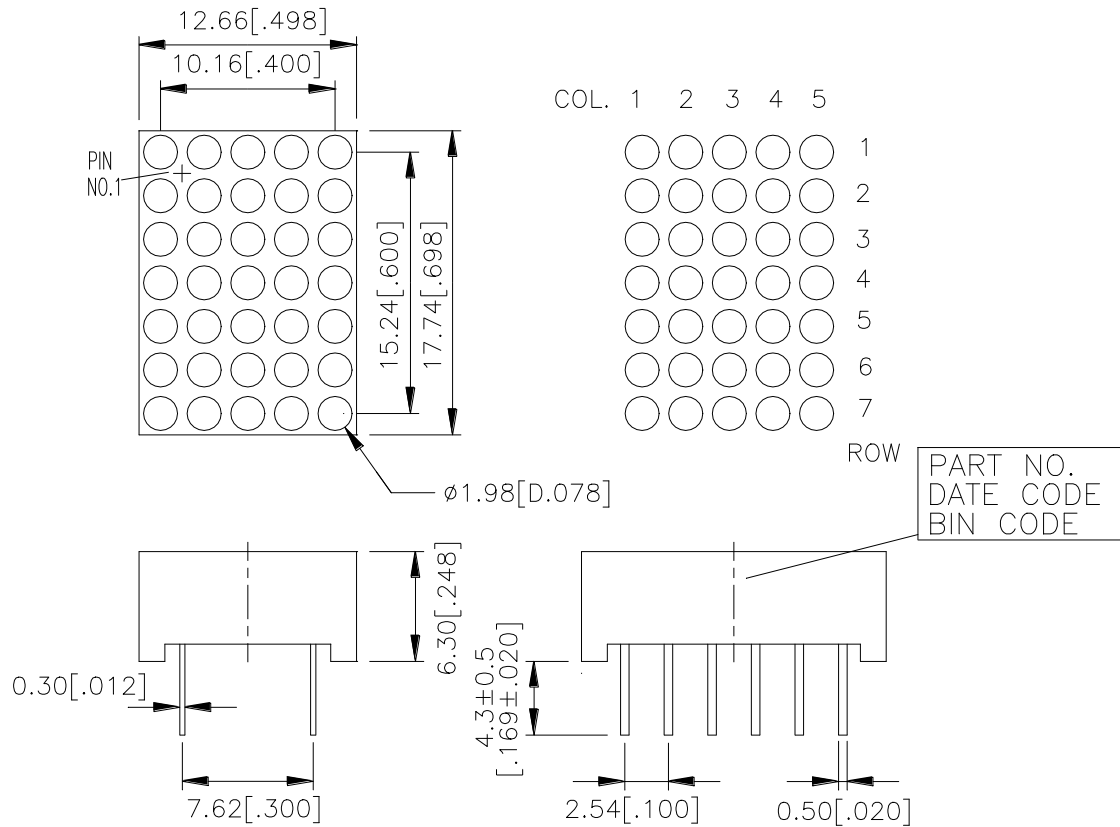 12.66[.498]
10.16[.400]
PIN
NO.1
15.24[.600]
17.74[.698]
ø1.98[D.078]
COL. 1 2 3 4 5
1
2
3
4
5
6
7
ROW
PART NO.
DATE CODE
BIN CODE
6.30[.248]
0.30[.012]
7.62[.300]
4.3±0.5
[.169±.020]
2.54[.100]
0.50[.020]